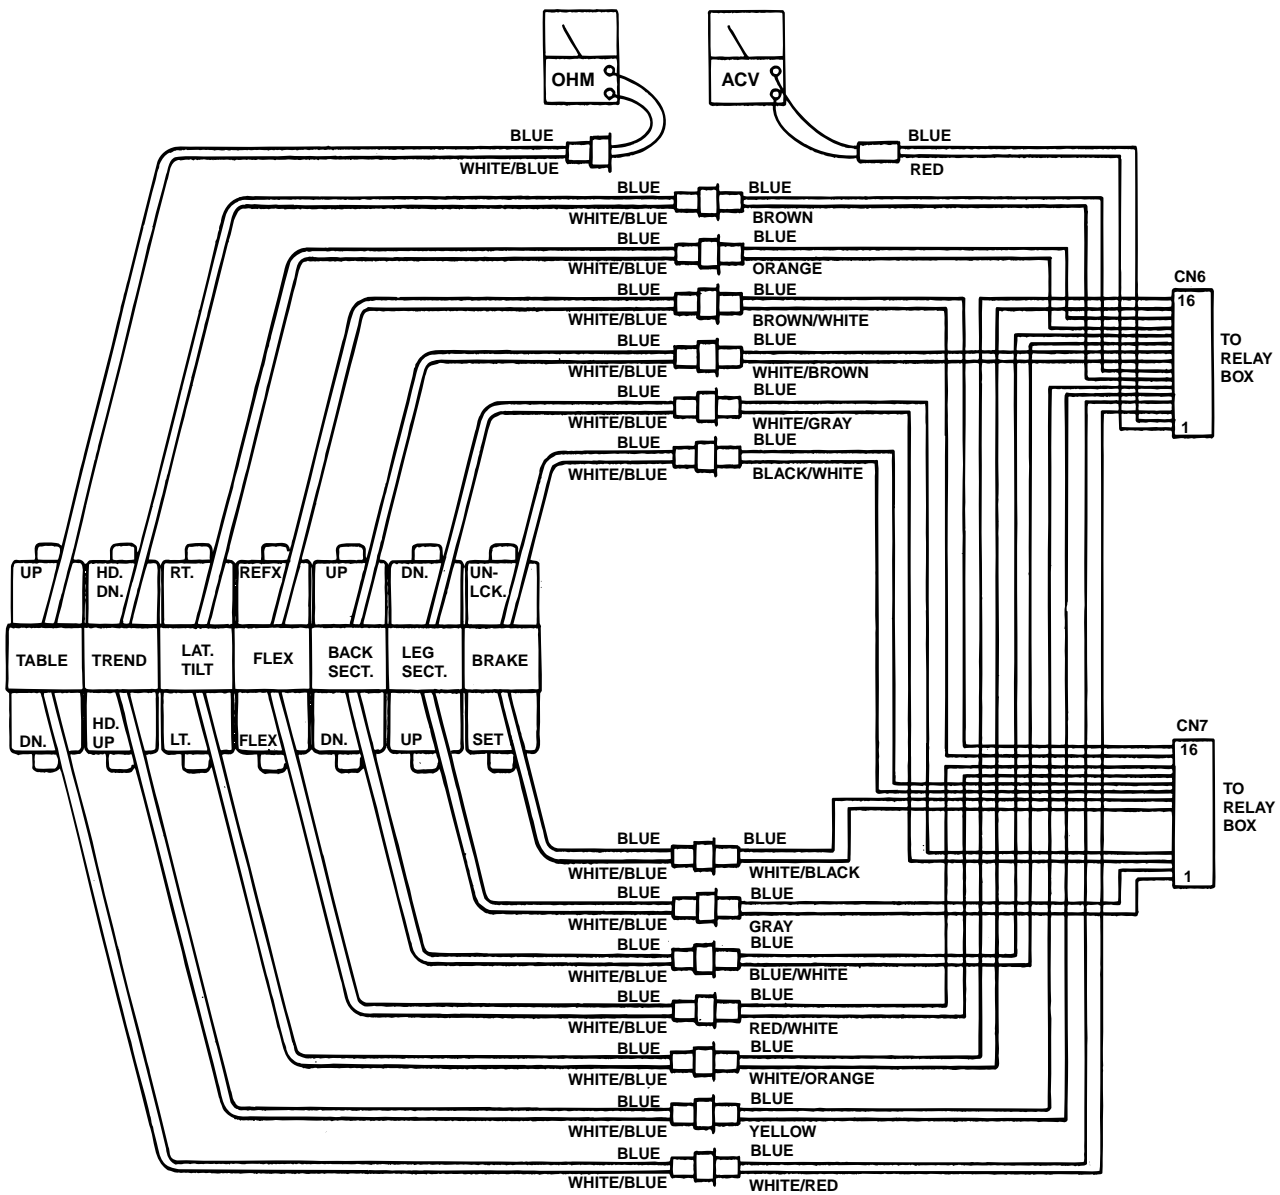 OHM
ACV
BLUE
WHITE/BLUE
BLUE
RED
BLUE
BLUE
WHITE/BLUE
BROWN
BLUE
BLUE
WHITE/BLUE
ORANGE
BLUE
BLUE
WHITE/BLUE
BROWN/WHITE
BLUE
BLUE
WHITE/BLUE
WHITE/BROWN
BLUE
BLUE
WHITE/BLUE
WHITE/GRAY
BLUE
BLUE
WHITE/BLUE
BLACK/WHITE
CN6
16
1
TO
RELAY
BOX
UP
HD.
DN.
RT.
REFX
UP
DN.
UN-
LCK.
TABLE
TREND
LAT.
TILT
FLEX
BACK
SECT.
LEG
SECT.
BRAKE
DN.
HD.
UP
LT.
FLEX
DN.
UP
SET
CN7
16
1
TO
RELAY
BOX
BLUE
BLUE
WHITE/BLUE
WHITE/BLACK
BLUE
BLUE
WHITE/BLUE
GRAY
BLUE
BLUE
WHITE/BLUE
BLUE/WHITE
BLUE
BLUE
WHITE/BLUE
RED/WHITE
BLUE
BLUE
WHITE/BLUE
WHITE/ORANGE
BLUE
BLUE
WHITE/BLUE
YELLOW
BLUE
BLUE
WHITE/BLUE
WHITE/RED